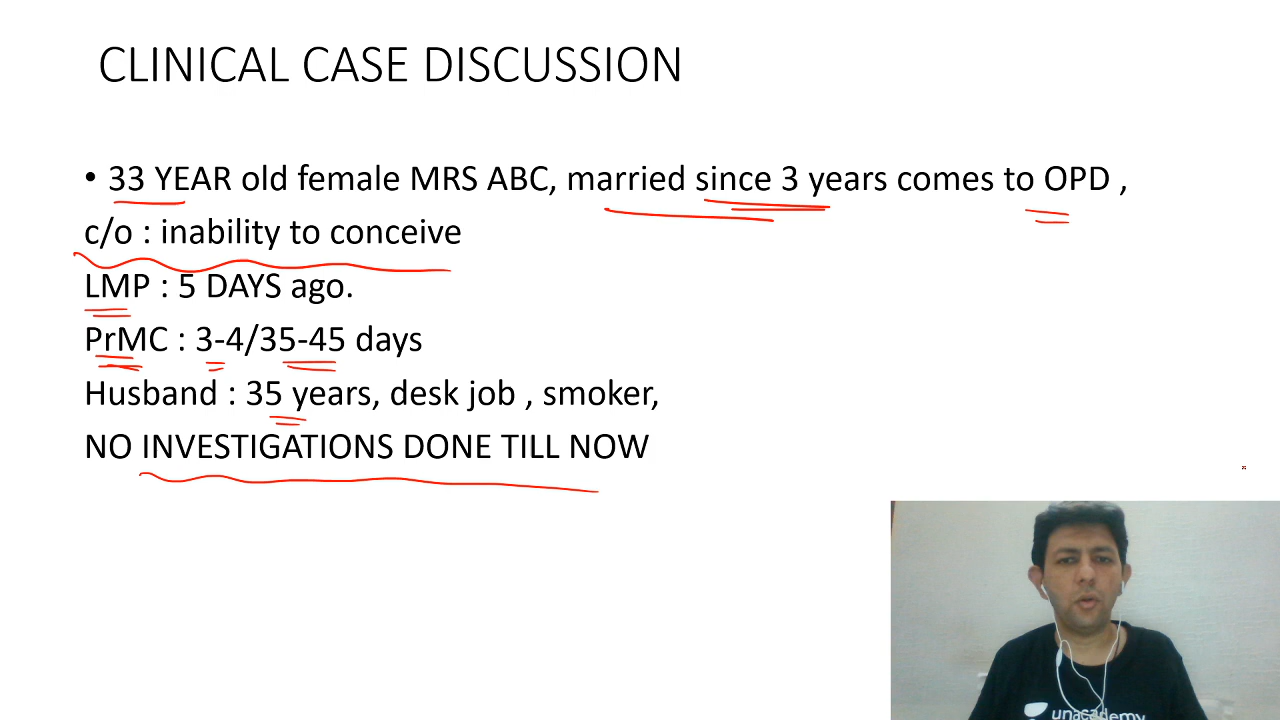 CLINICAL CASE DISCUSSION
• 33 YEAR old female MRS ABC, married since 3 years comes to OPD ,
c/o : inability to conceive
LMP : 5 DAYS ago.
PrMC : 3-4/35-45 days
Husband : 35 years, desk job , smoker,
NO INVESTIGATIONS DONE TILL NOW
unacademy